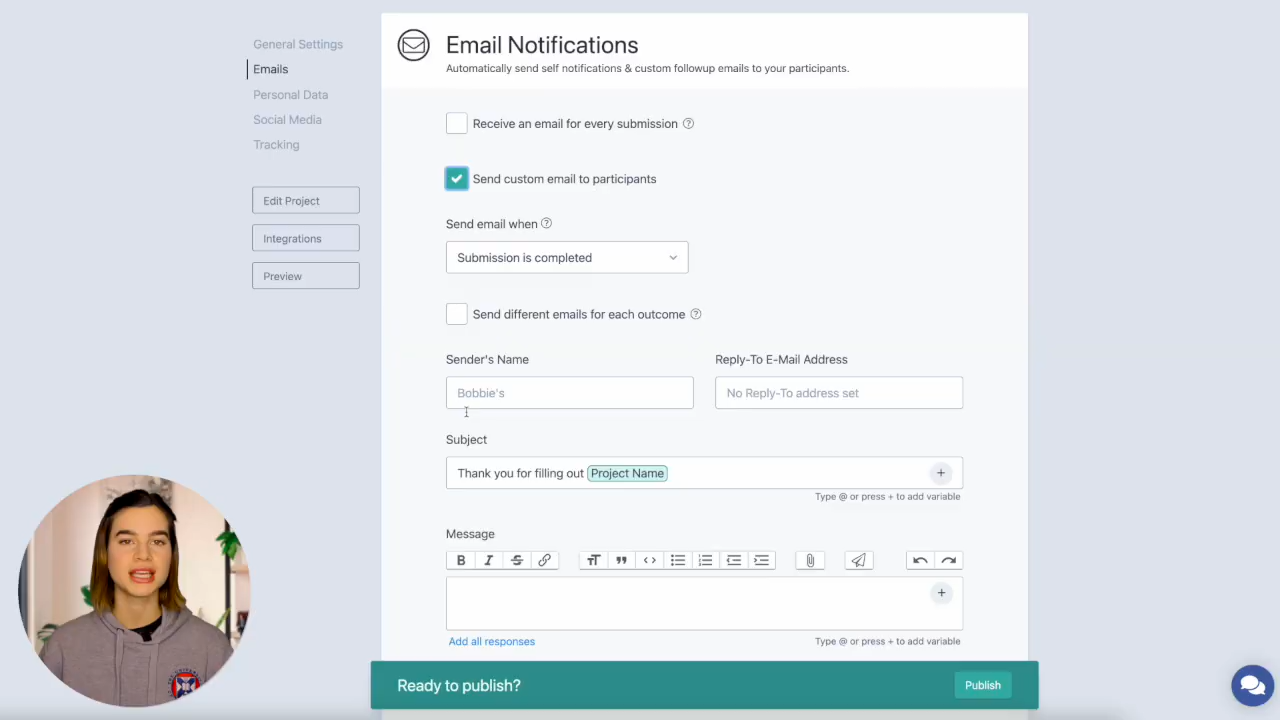 General Settings
Emails
Personal Data
Social Media
Tracking
Edit Project
Integrations
Preview
Email Notifications
Automatically send self notifications & custom followup emails to your participants.
Receive an email for every submission ?
Send custom email to participants
Send email when ?
Submission is completed
Send different emails for each outcome ?
Sender's Name
Reply-To E-Mail Address
Bobbie's
No Reply-To address set
Subject
Thank you for filling out Project Name +
Type @ or press + to add variable
Message
B I S
+
Add all responses
Type @ or press + to add variable
Ready to publish?
Publish